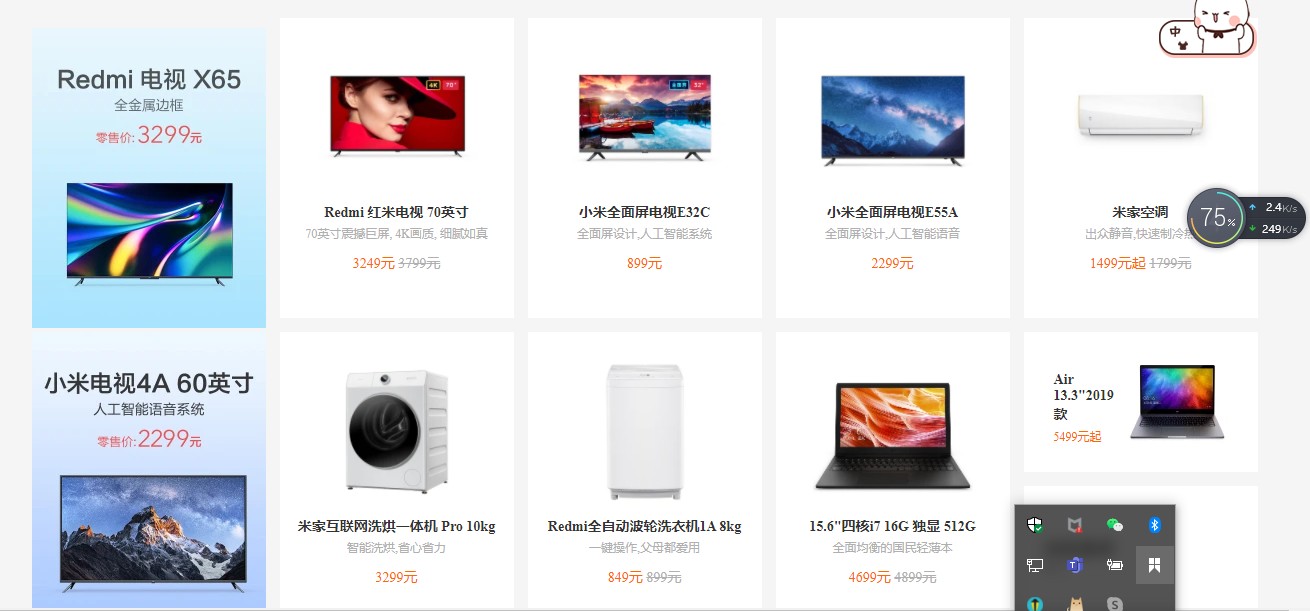 Redmi 电视 X65
全金属边框
零售价: 3299元
小米电视4A 60英寸
人工智能语音系统
零售价:2299元
4K 70"
Redmi 红米电视 70英寸
70英寸震撼巨屏, 4K画质, 细腻如真
3249元 3799元
全面屏 32"
小米全面屏电视E32C
全面屏设计,人工智能系统
899元
小米全面屏电视E55A
全面屏设计,人工智能语音
2299元
米家空调
出众静音,快速制冷热
1499元起 1799元
中
75%
2.4K/s
249K/s
米家互联网洗烘一体机 Pro 10kg
智能洗烘,省心省力
3299元
Redmi全自动波轮洗衣机1A 8kg
一键操作,父母都爱用
849元 899元
15.6"四核i7 16G 独显 512G
全面均衡的国民轻薄本
4699元 4899元
Air
13.3"2019
款
5499元起